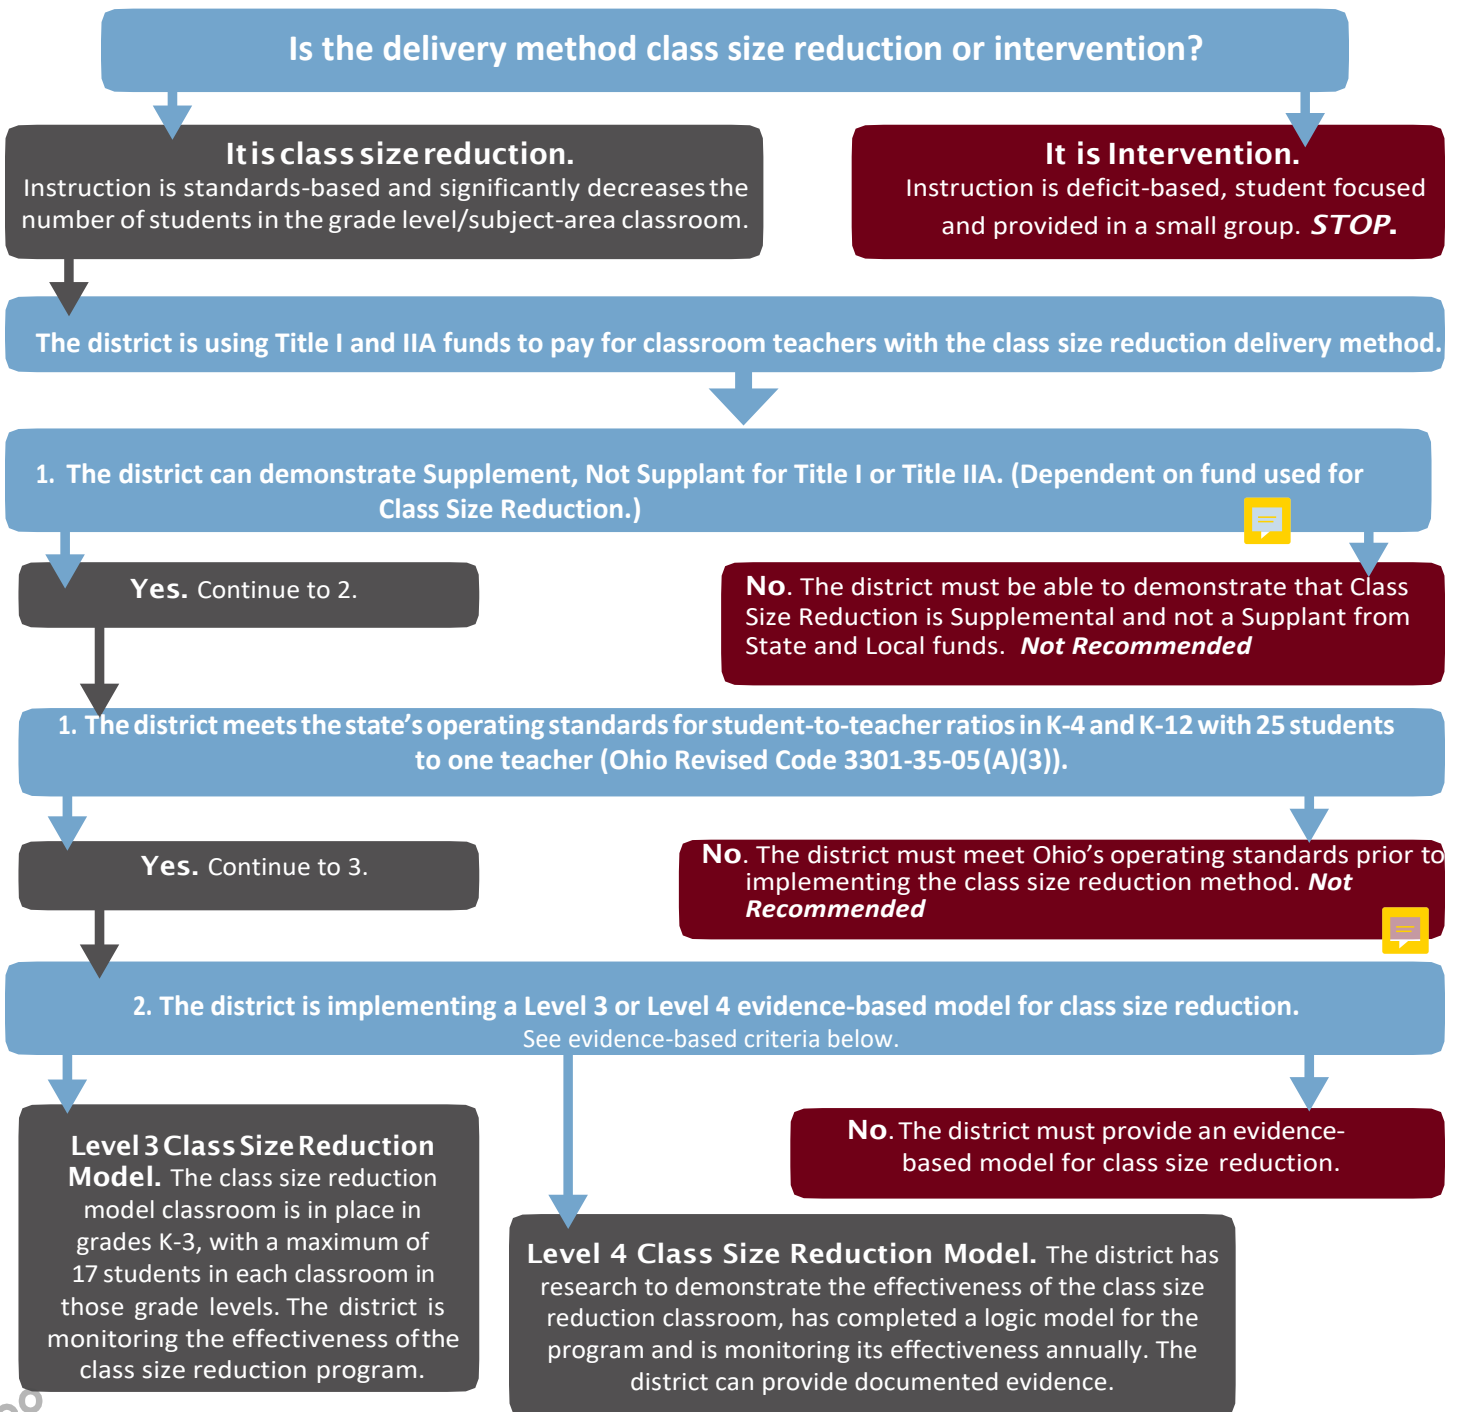 Is the delivery method class size reduction or intervention?
It is class size reduction.
Instruction is standards-based and significantly decreases the
number of students in the grade level/subject-area classroom.
It is Intervention.
Instruction is deficit-based, student focused
and provided in a small group. STOP.
The district is using Title I and IIA funds to pay for classroom teachers with the class size reduction delivery method.
1. The district can demonstrate Supplement, Not Supplant for Title I or Title IIA. (Dependent on fund used for
Class Size Reduction.)
Yes. Continue to 2.
No. The district must be able to demonstrate that Class
Size Reduction is Supplemental and not a Supplant from
State and Local funds. Not Recommended
1. The district meets the state's operating standards for student-to-teacher ratios in K-4 and K-12 with 25 students
to one teacher (Ohio Revised Code 3301-35-05(A)(3)).
Yes. Continue to 3.
No. The district must meet Ohio's operating standards prior to
implementing the class size reduction method. Not
Recommended
2. The district is implementing a Level 3 or Level 4 evidence-based model for class size reduction.
See evidence-based criteria below.
Level 3 Class Size Reduction
Model. The class size reduction
model classroom is in place in
grades K-3, with a maximum of
17 students in each classroom in
those grade levels. The district is
monitoring the effectiveness of the
class size reduction program.
Level 4 Class Size Reduction Model. The district has
research to demonstrate the effectiveness of the class size
reduction classroom, has completed a logic model for the
program and is monitoring its effectiveness annually. The
district can provide documented evidence.
No. The district must provide an evidence-
based model for class size reduction.